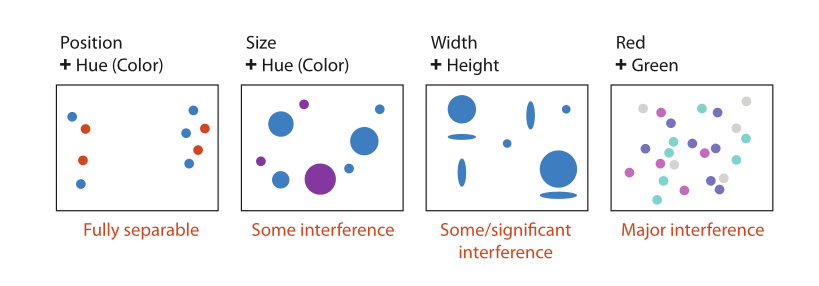 Position
+ Hue (Color)
Size
+ Hue (Color)
Width
+ Height
Red
+ Green
Fully separable
Some interference
Some/significant
interference
Major interference